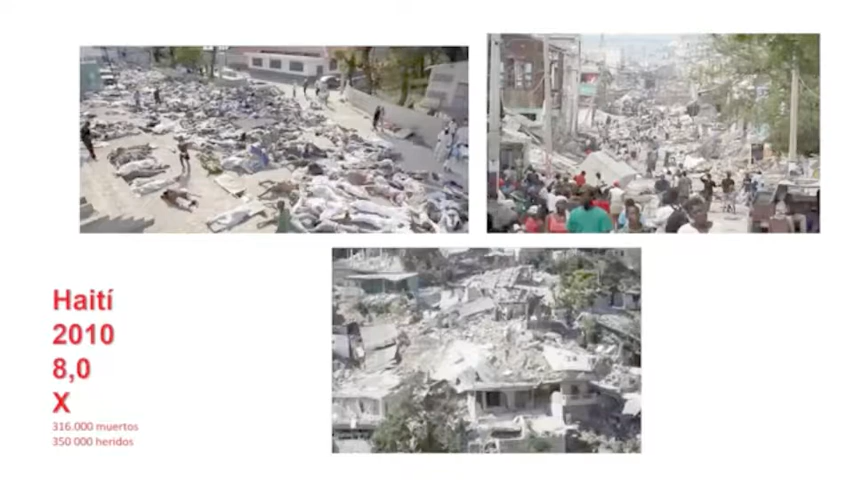 Haití
2010
8,0
X
316.000 muertos
350 000 heridos